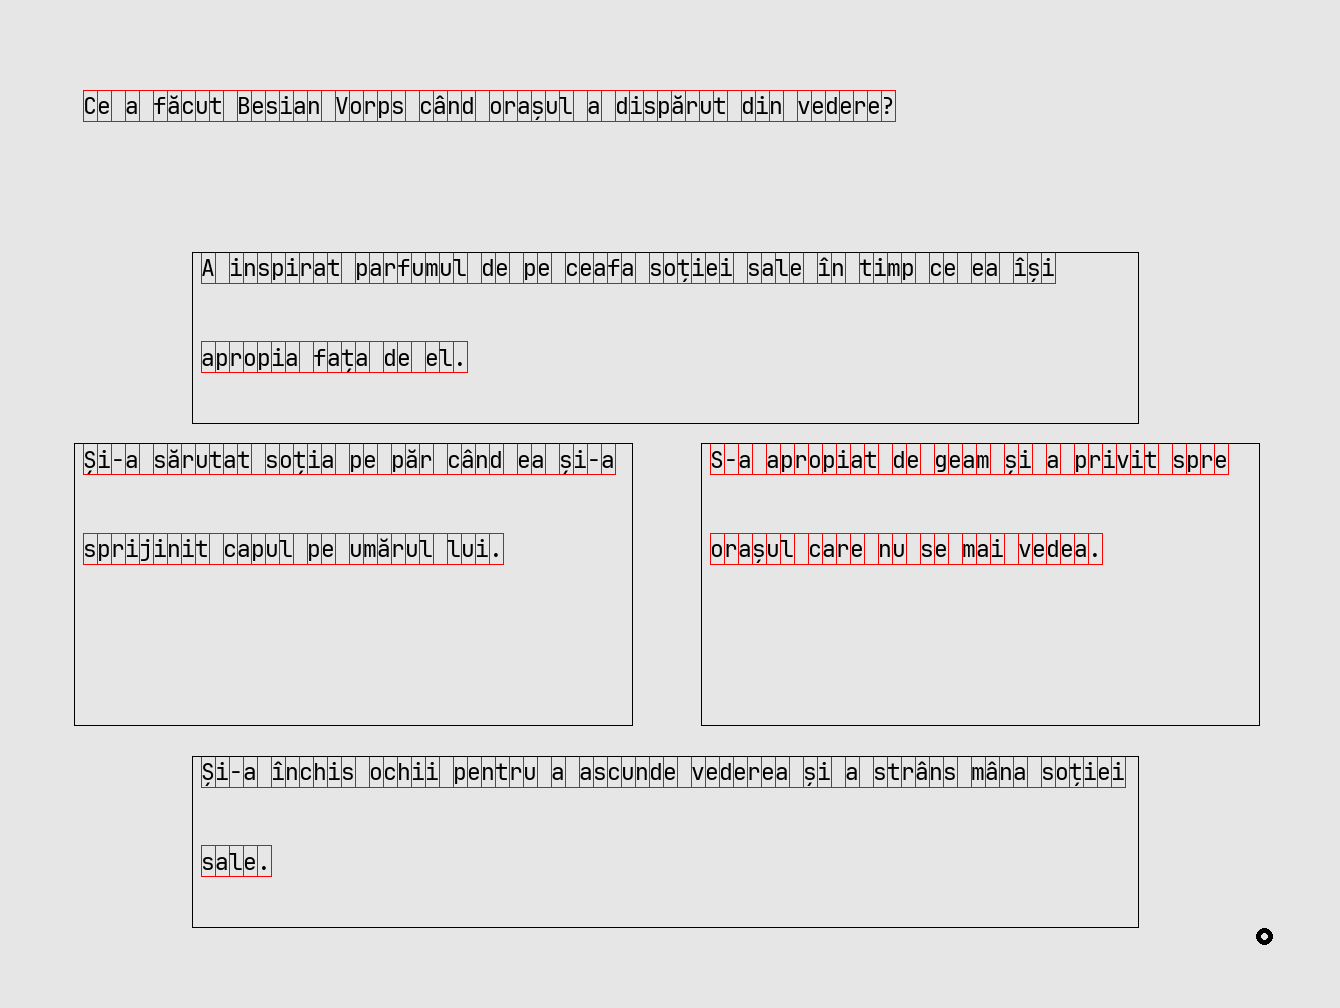 Ce a făcut Besian Vorps când orașul a dispărut din vedere?
A inspirat parfumul de pe ceafa soției sale în timp ce ea își
apropia fața de el.
Și-a sărutat soția pe păr când ea și-a
sprijinit capul pe umărul lui.
S-a apropiat de geam și a privit spre
orașul care nu se mai vedea.
Și-a închis ochii pentru a ascunde vederea și a strâns mâna soției
sale.